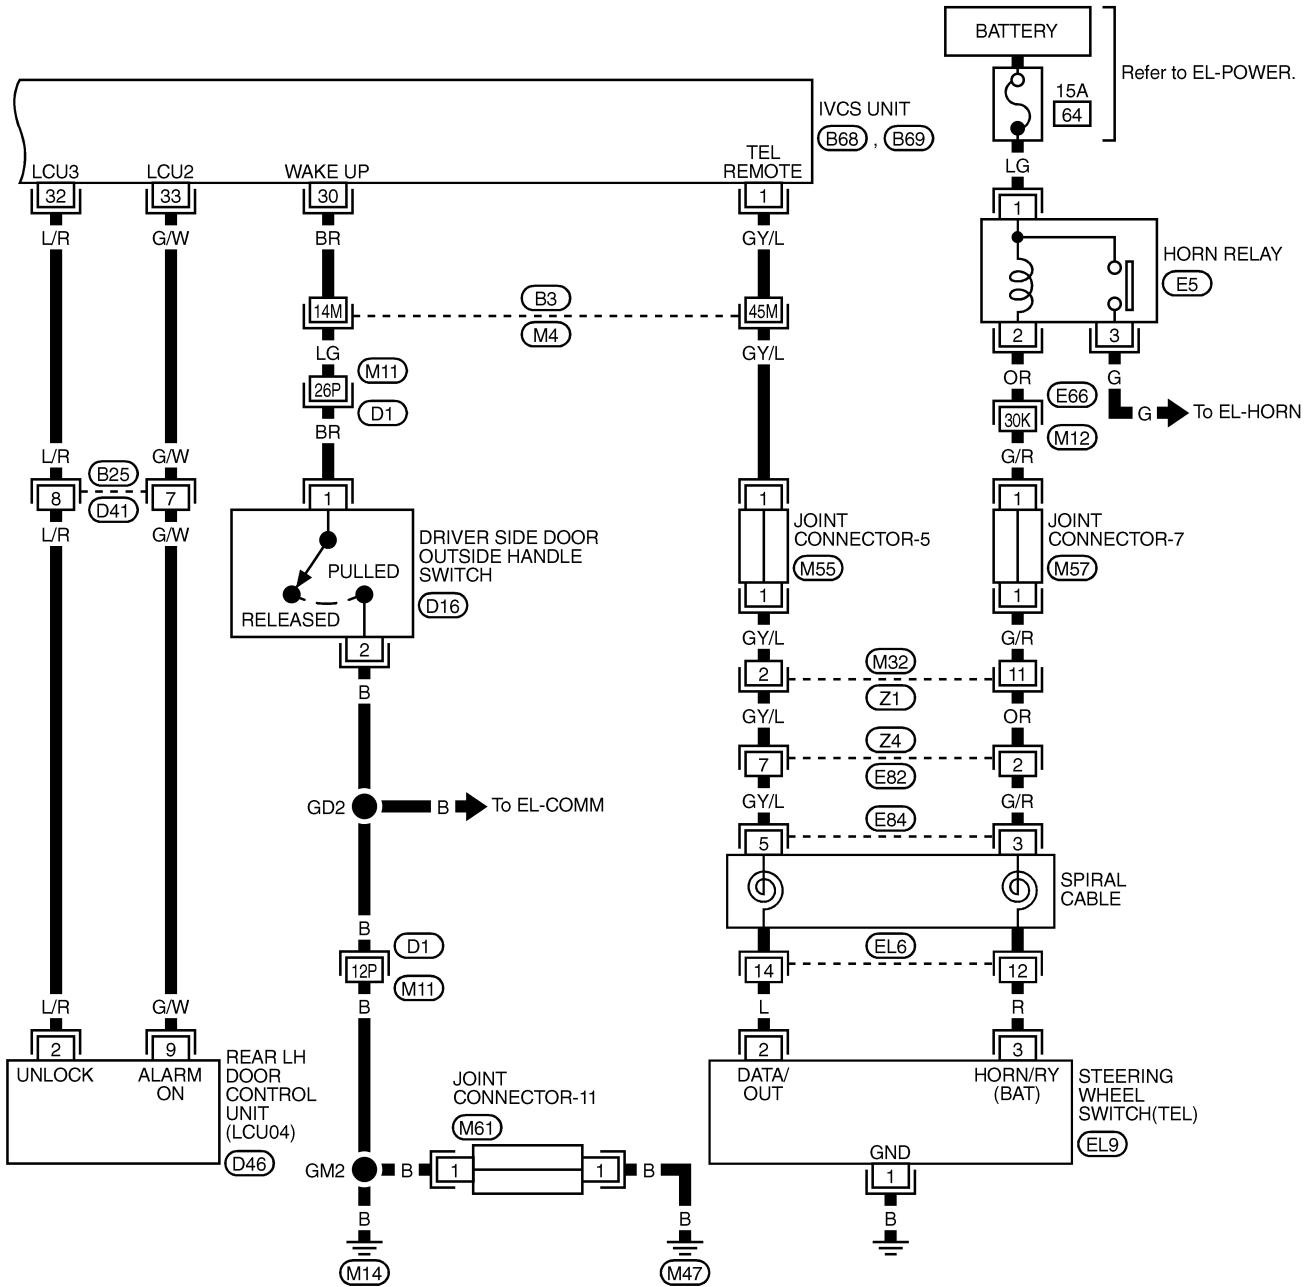 BATTERY
Refer to EL-POWER.
15A
64
IVCS UNIT
B68 , B69
LG
LCU3
LCU2
WAKE UP
TEL
REMOTE
32
33
30
1
1
L/R
G/W
BR
GY/L
HORN RELAY
E5
14M
B3
M4
45M
2
3
LG
GY/L
OR
G
M11
26P
D1
E66
30K
M12
G
To EL-HORN
BR
L/R
G/W
G/R
B25
8
7
D41
1
1
1
L/R
G/W
DRIVER SIDE DOOR
OUTSIDE HANDLE
SWITCH
D16
PULLED
RELEASED
JOINT
CONNECTOR-5
M55
JOINT
CONNECTOR-7
M57
1
1
2
GY/L
G/R
B
M32
2
11
Z1
GY/L
OR
Z4
7
2
E82
GD2
B
To EL-COMM
GY/L
G/R
E84
5
3
SPIRAL
CABLE
B
D1
12P
M11
EL6
14
12
L/R
G/W
B
L
R
2
9
2
3
UNLOCK
ALARM
ON
REAR LH
DOOR
CONTROL
UNIT
(LCU04)
D46
JOINT
CONNECTOR-11
M61
DATA/
OUT
HORN/RY
(BAT)
STEERING
WHEEL
SWITCH(TEL)
EL9
GND
GM2
B
1
1
B
1
B
B
B
M14
M47